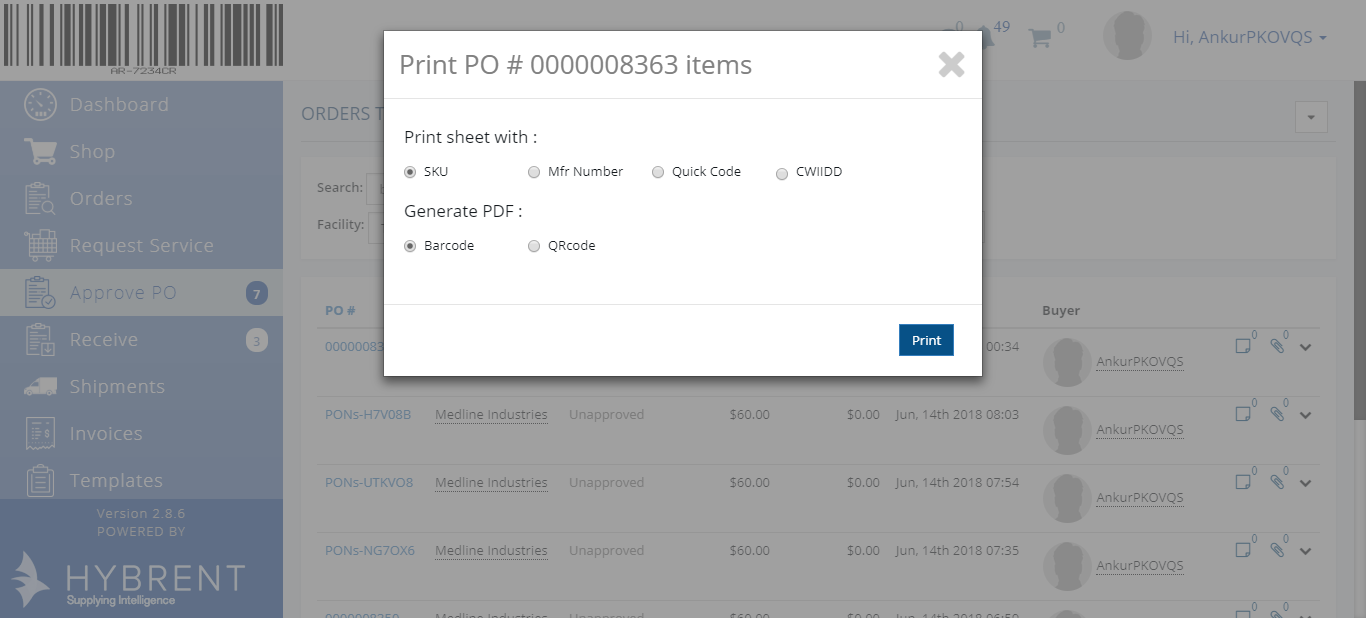 AR-7234CR
0
49
0
Hi, AnkurPKOVQS
Dashboard
Shop
Orders
Request Service
Approve PO 7
Receive 3
Shipments
Invoices
Templates
Version 2.8.6
POWERED BY
HYBRENT
Supplying Intelligence
ORDERS
Search:
Facility:
Print PO # 0000008363 items
Print sheet with :
SKU Mfr Number Quick Code CWIIDD
Generate PDF :
Barcode QRcode
Print
PO # Buyer
00000083 00:34 AnkurPKOVQS 0 0
PONs-H7V08B Medline Industries Unapproved $60.00 $0.00 Jun, 14th 2018 08:03 AnkurPKOVQS 0 0
PONs-UTKVO8 Medline Industries Unapproved $60.00 $0.00 Jun, 14th 2018 07:54 AnkurPKOVQS 0 0
PONs-NG7OX6 Medline Industries Unapproved $60.00 $0.00 Jun, 14th 2018 07:35 AnkurPKOVQS 0 0
0 0